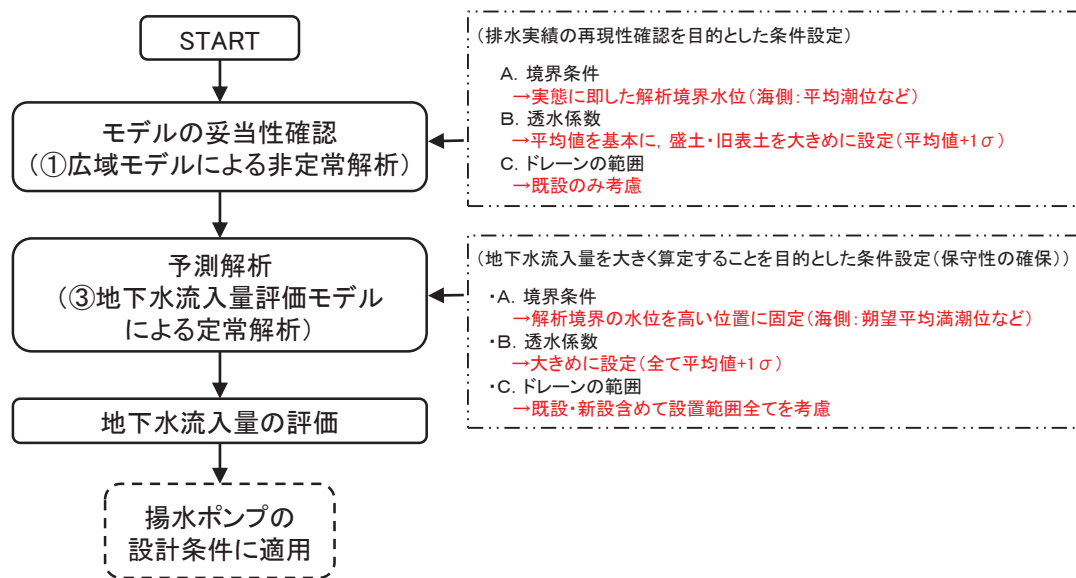 START
モデルの妥当性確認
(①広域モデルによる非定常解析)
(排水実績の再現性確認を目的とした条件設定)
A. 境界条件
→実態に即した解析境界水位(海側:平均潮位など)
B. 透水係数
→平均値を基本に, 盛土・旧表土を大きめに設定(平均値+1σ)
C. ドレーンの範囲
→既設のみ考慮
予測解析
(③地下水流入量評価モデル
による定常解析)
(地下水流入量を大きく算定することを目的とした条件設定(保守性の確保))
・A. 境界条件
→解析境界の水位を高い位置に固定(海側:朔望平均満潮位など)
・B. 透水係数
→大きめに設定(全て平均値+1σ)
・C. ドレーンの範囲
→既設・新設含めて設置範囲全てを考慮
地下水流入量の評価
揚水ポンプの
設計条件に適用